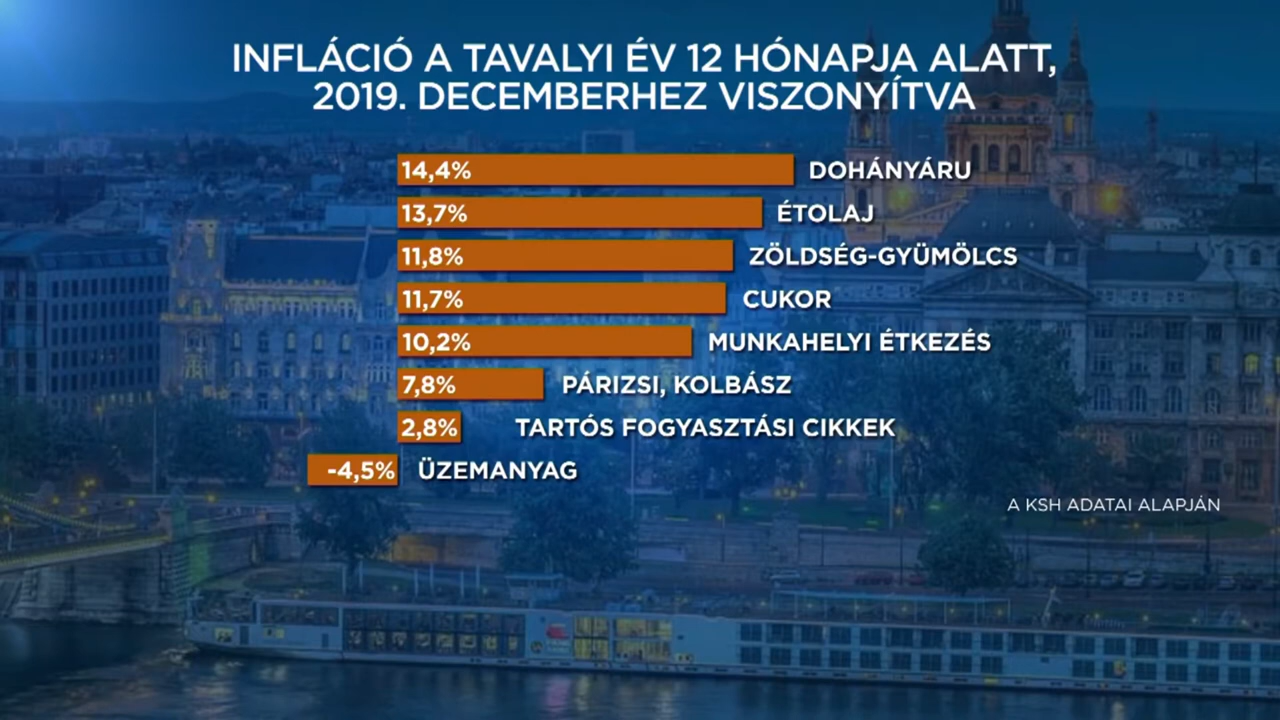 INFLÁCIÓ A TAVALYI ÉV 12 HÓNAPJA ALATT,
2019. DECEMBERHEZ VISZONYÍTVA
14,4% DOHÁNYÁRU
13,7% ÉTOLAJ
11,8% ZÖLDSÉG-GYÜMÖLCS
11,7% CUKOR
10,2% MUNKAHELYI ÉTKEZÉS
7,8% PÁRIZSI, KOLBÁSZ
2,8% TARTÓS FOGYASZTÁSI CIKKEK
-4,5% ÜZEMANYAG
A KSH ADATAI ALAPJÁN